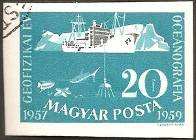 GEOFIZIKAI ÉV
OCEANOGRÁFIA
20
MAGYAR POSTA
1957
1959